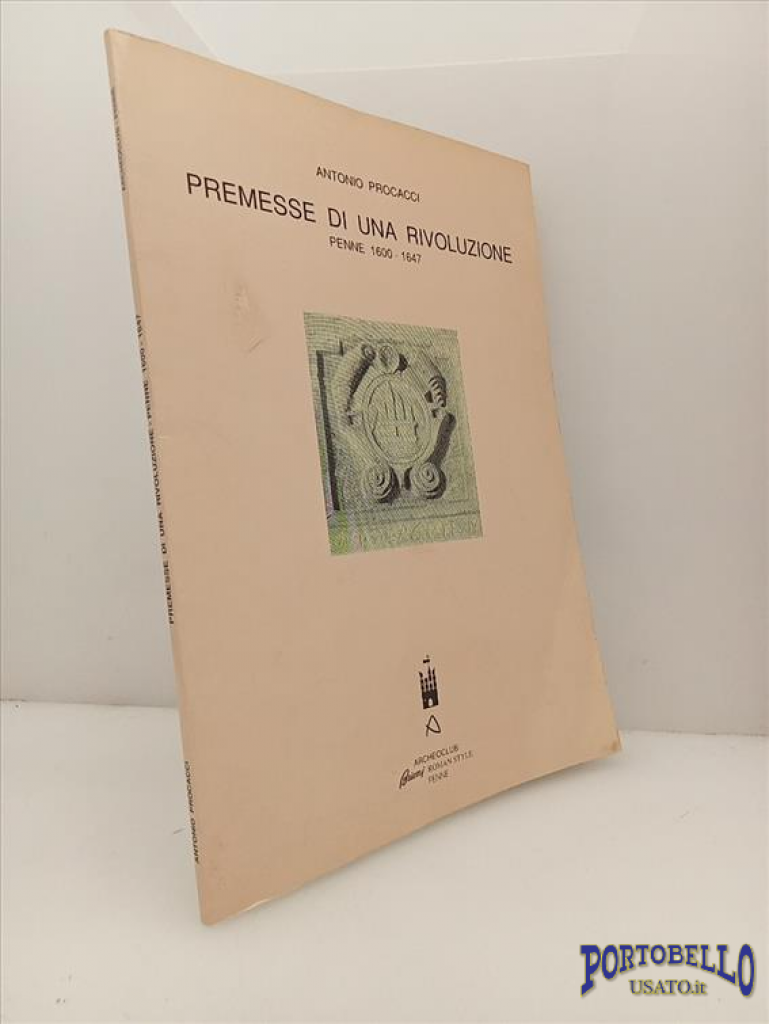 ANTONIO PROCACCI
PREMESSE DI UNA RIVOLUZIONE
PENNE 1600 - 1647
ARCHEOCLUB
Brioni ROMAN STYLE
PENNE
PREMESSE DI UNA RIVOLUZIONE - PENNE 1600 - 1647
ANTONIO PROCACCI
PORTOBELLO
USATO.it